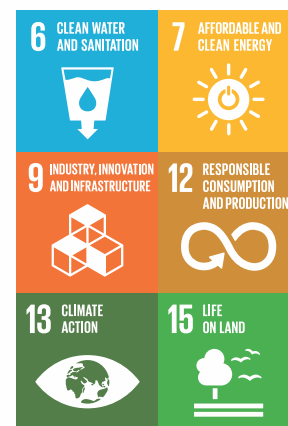 6 CLEAN WATER
AND SANITATION
7 AFFORDABLE AND
CLEAN ENERGY
9 INDUSTRY, INNOVATION
AND INFRASTRUCTURE
12 RESPONSIBLE
CONSUMPTION
AND PRODUCTION
13 CLIMATE
ACTION
15 LIFE
ON LAND